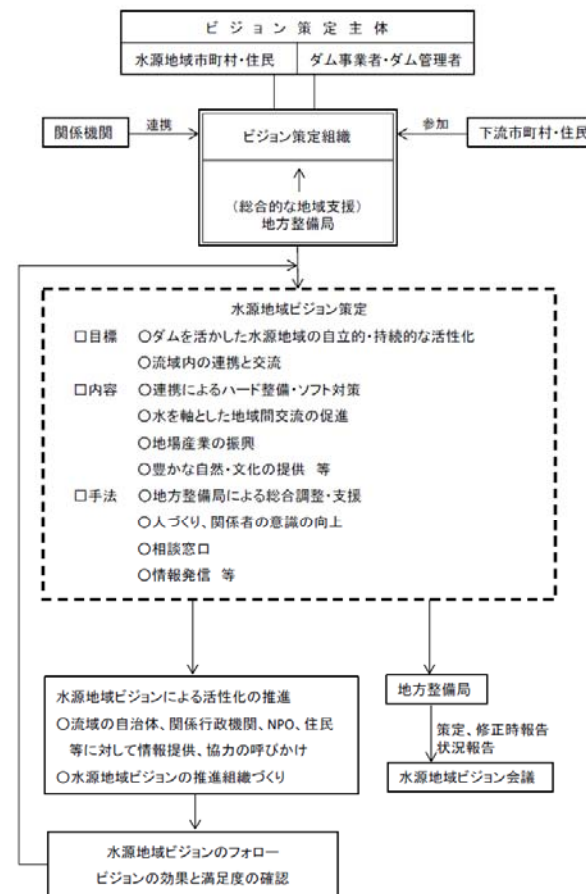 ビジョン策定主体
水源地域市町村・住民
ダム事業者・ダム管理者
関係機関
連携
ビジョン策定組織
参加
下流市町村・住民
(総合的な地域支援)
地方整備局
水源地域ビジョン策定
□目標 ○ダムを活かした水源地域の自立的・持続的な活性化
○流域内の連携と交流
□内容 ○連携によるハード整備・ソフト対策
○水を軸とした地域間交流の促進
○地場産業の振興
○豊かな自然・文化の提供 等
□手法 ○地方整備局による総合調整・支援
○人づくり、関係者の意識の向上
○相談窓口
○情報発信 等
水源地域ビジョンによる活性化の推進
○流域の自治体、関係行政機関、NPO、住民
等に対して情報提供、協力の呼びかけ
○水源地域ビジョンの推進組織づくり
地方整備局
策定、修正時報告
状況報告
水源地域ビジョン会議
水源地域ビジョンのフォロー
ビジョンの効果と満足度の確認